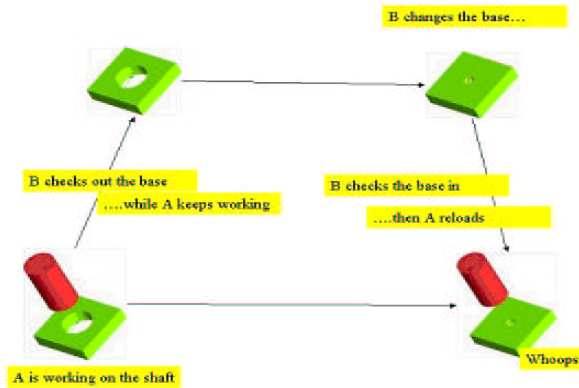 B changes the base…
B checks out the base
….while A keeps working
B checks the base in
….then A reloads
Whoops
A is working on the shaft